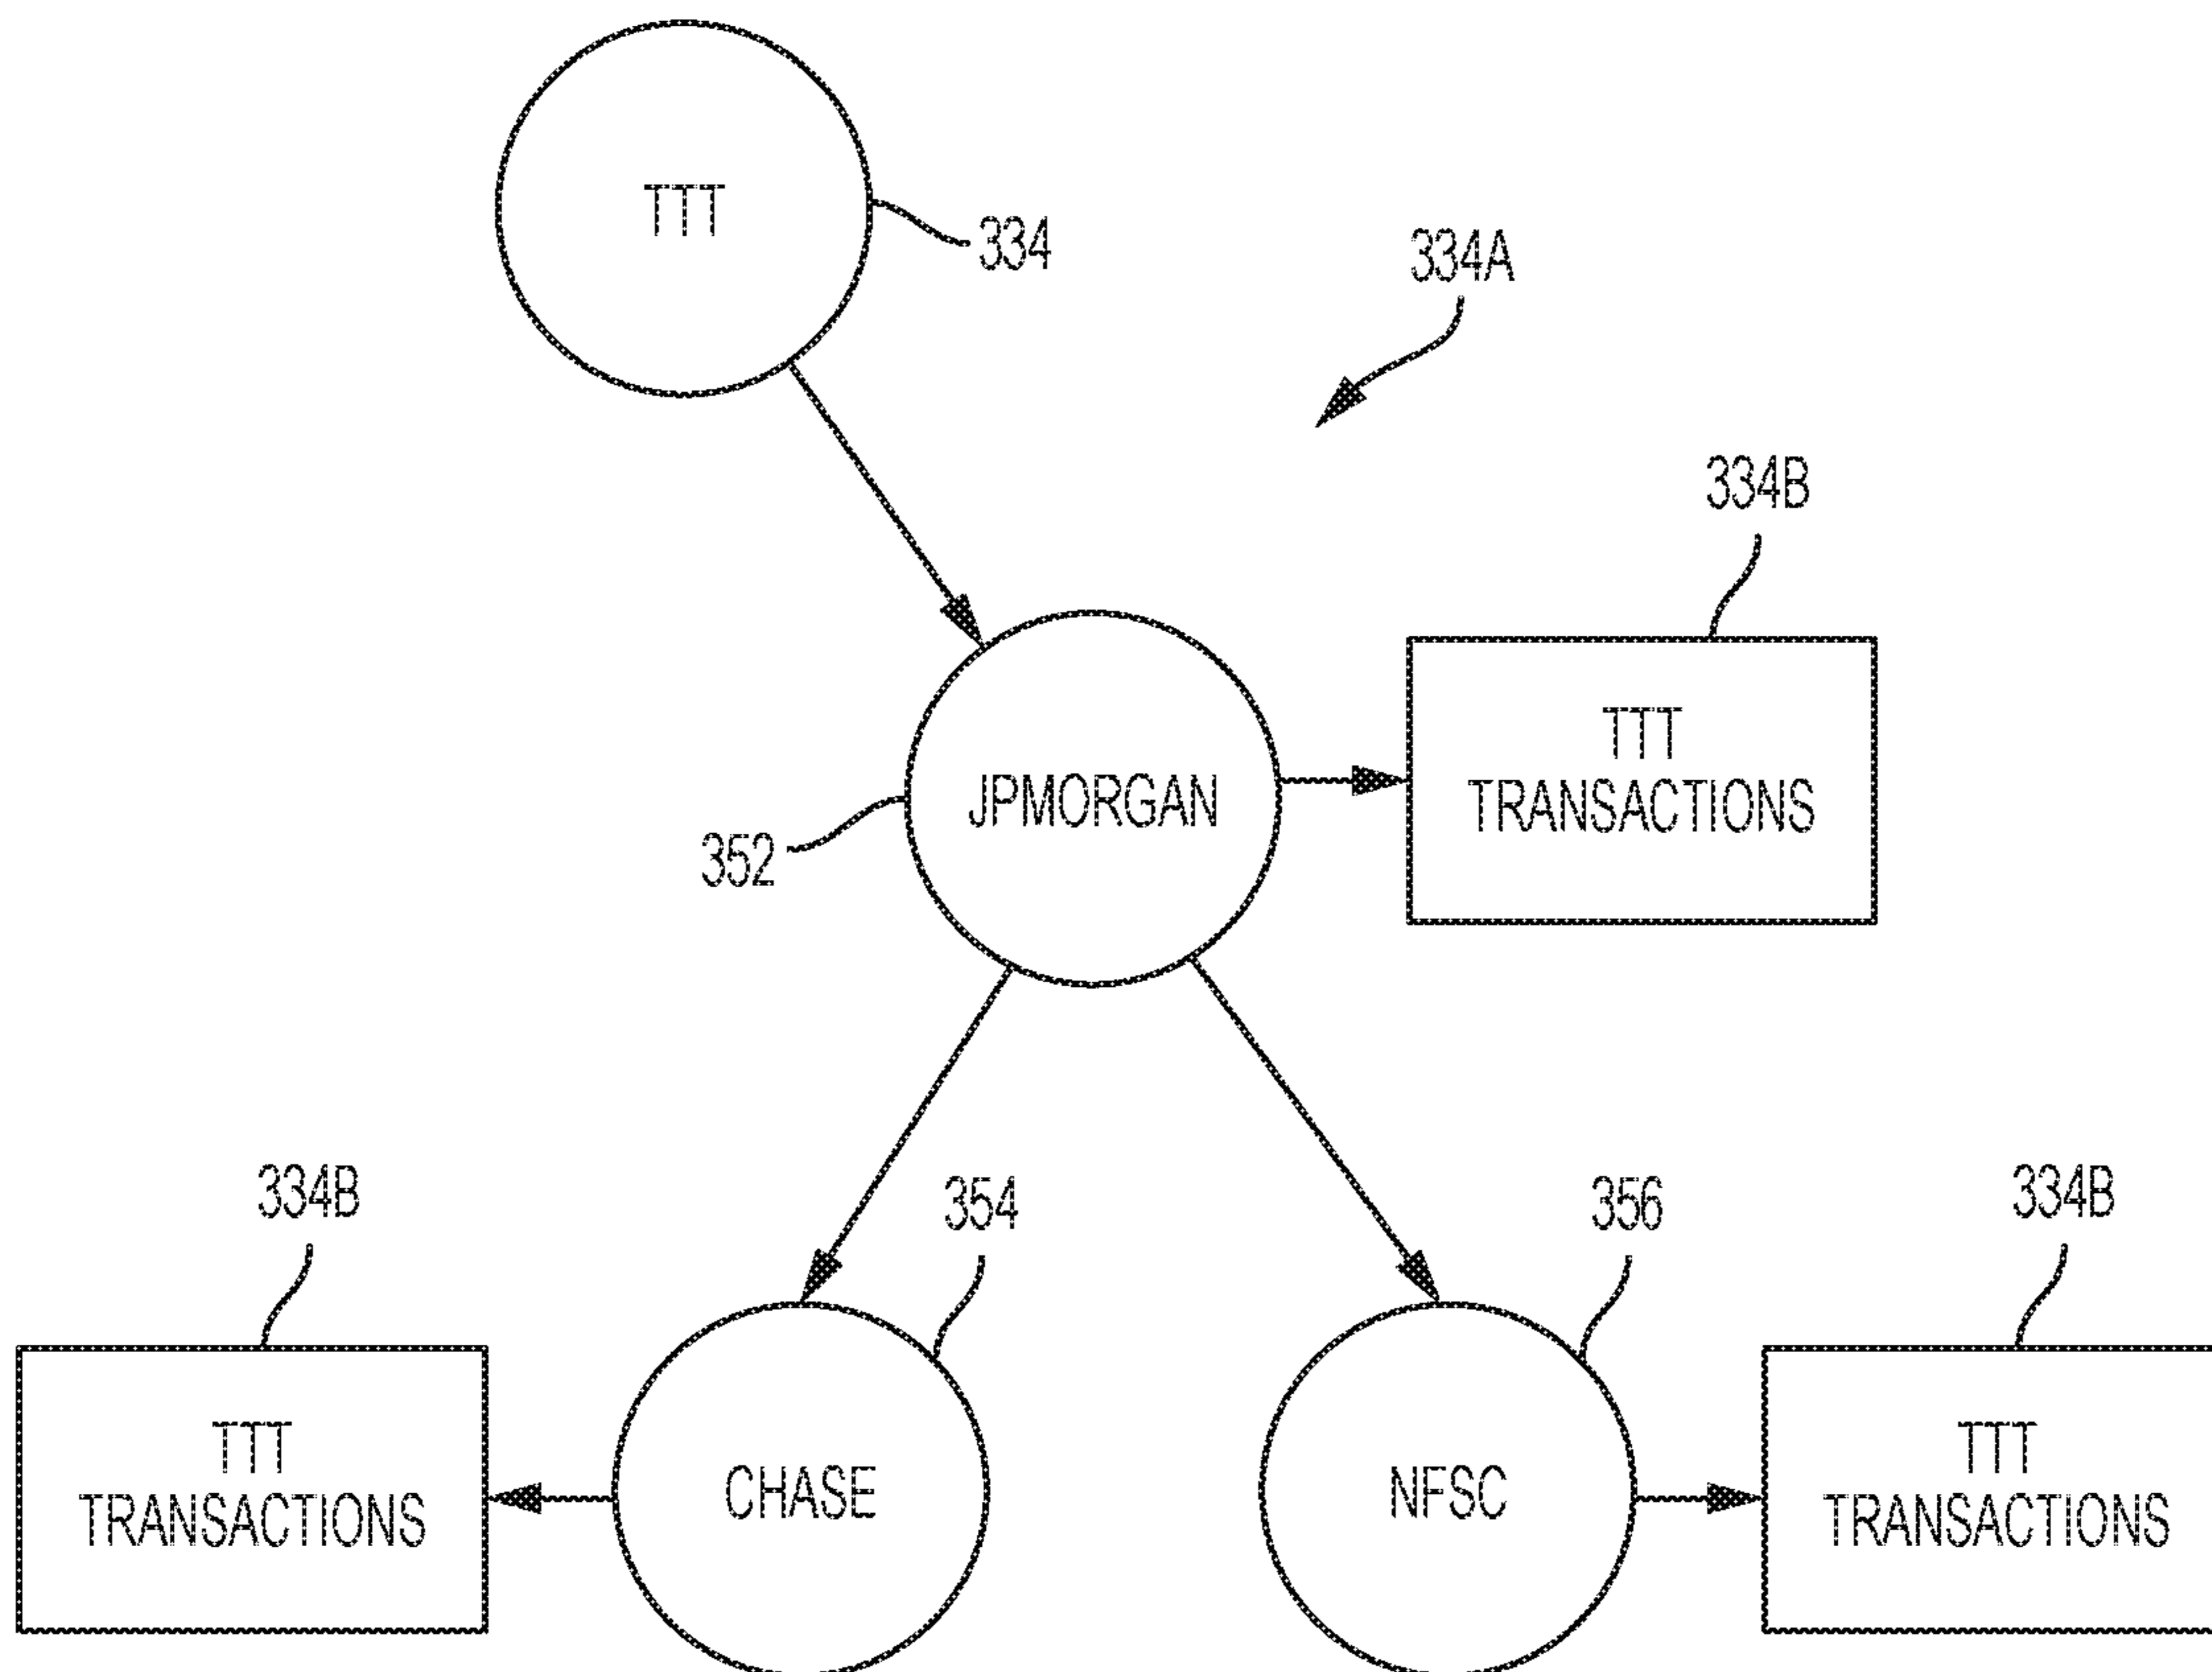 TTT
334
334A
334B
JPMORGAN
TTT
TRANSACTIONS
352
334B
354
356
334B
TTT
TRANSACTIONS
CHASE
NFSC
TTT
TRANSACTIONS